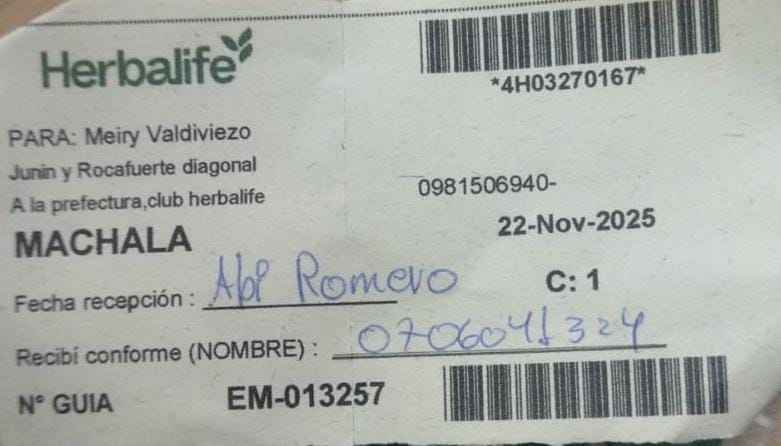 Herbalife
*4H03270167*
PARA: Meiry Valdiviezo
Junin y Rocafuerte diagonal
A la prefectura,club herbalife
0981506940-
MACHALA
22-Nov-2025
Fecha recepción : Abi Romero
C: 1
Recibí conforme (NOMBRE) : 0706041324
N° GUIA EM-013257